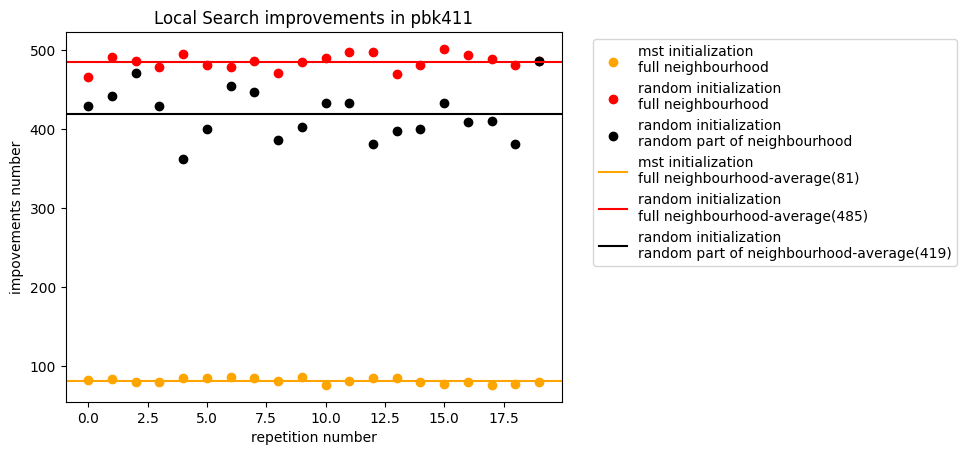 Local Search improvements in pbk411
impovements number
500
400
300
200
100
0.0
2.5
5.0
7.5
10.0
12.5
15.0
17.5
repetition number
mst initialization
full neighbourhood
random initialization
full neighbourhood
random initialization
random part of neighbourhood
mst initialization
full neighbourhood-average(81)
random initialization
full neighbourhood-average(485)
random initialization
random part of neighbourhood-average(419)